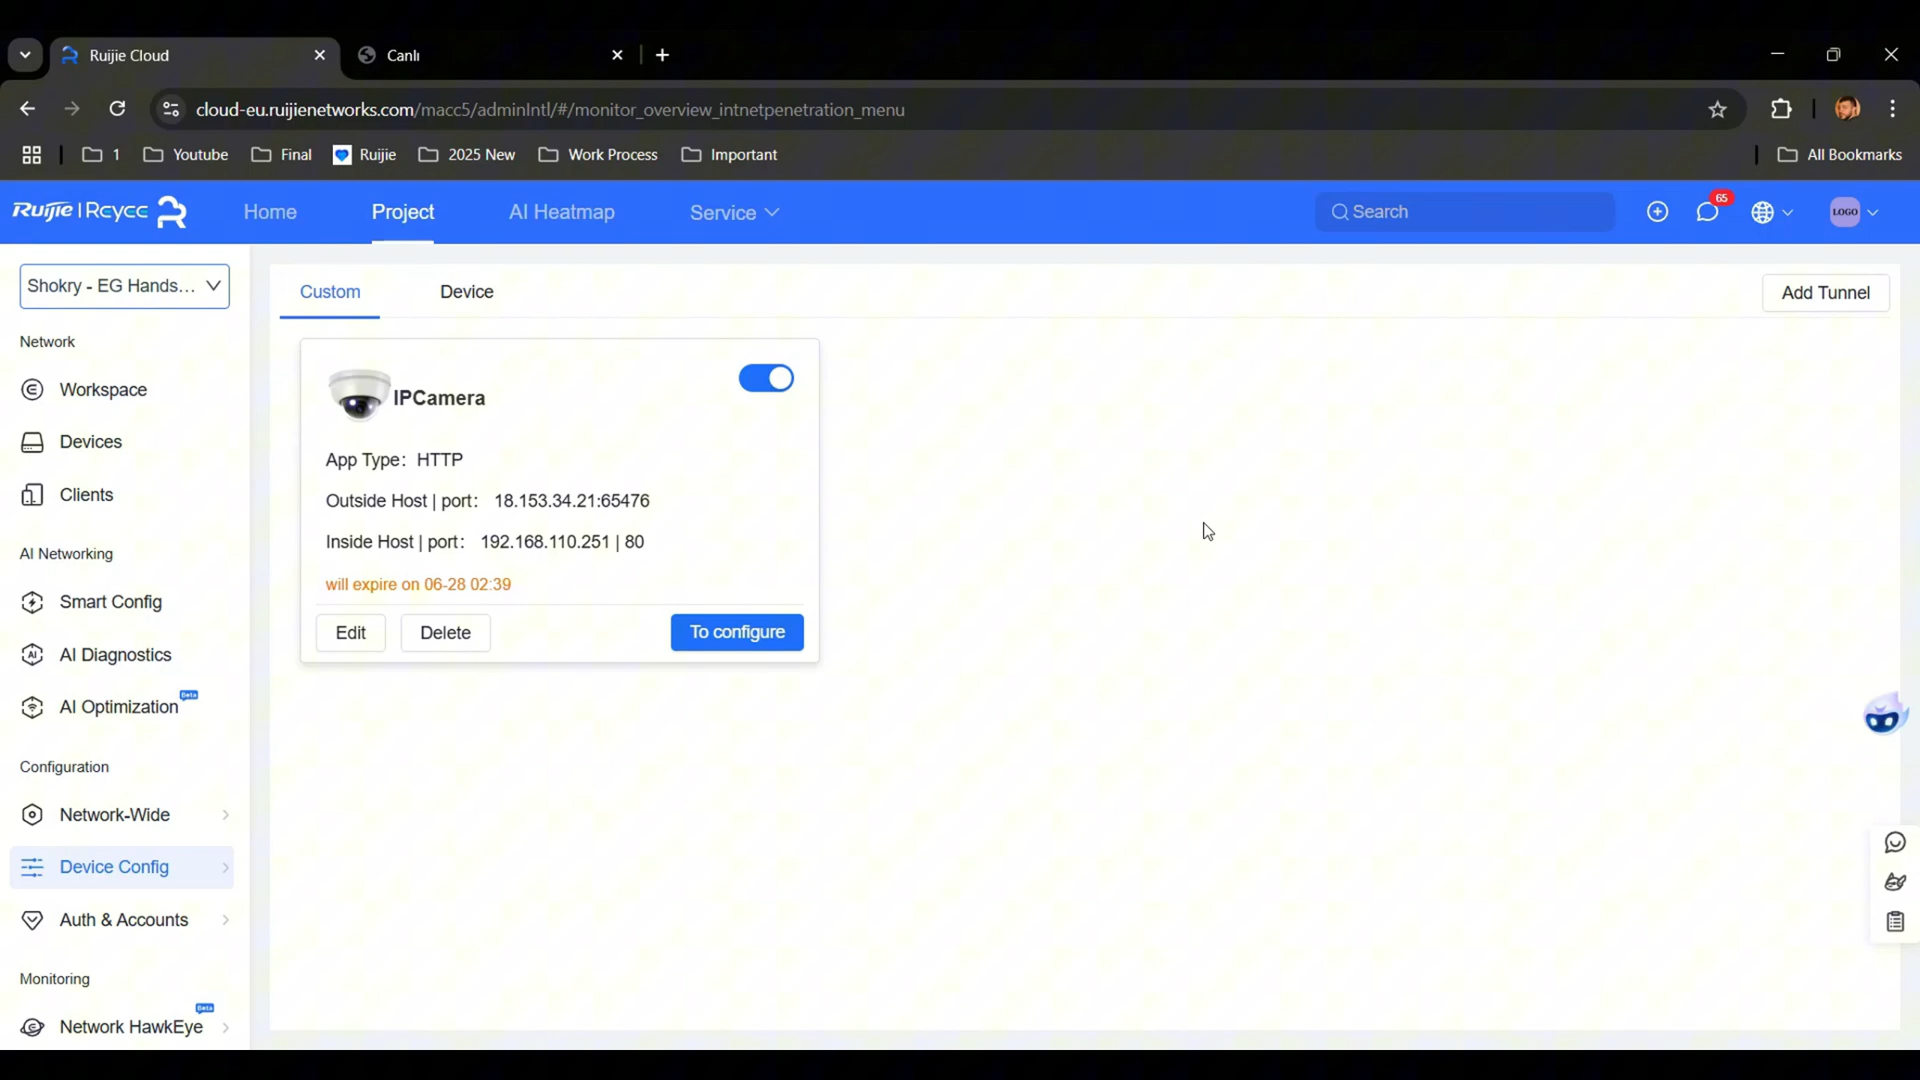 Ruijie Cloud
Canlı
cloud-eu.ruijienetworks.com/macc5/adminIntl/#/monitor_overview_intnetpenetration_menu
1
Youtube
Final
Ruijie
2025 New
Work Process
Important
All Bookmarks
Ruijie | Reyee
Home
Project
AI Heatmap
Service
Search
65
LOGO
Shokry - EG Hands...
Network
Workspace
Devices
Clients
AI Networking
Smart Config
AI Diagnostics
AI Optimization
Beta
Configuration
Network-Wide
Device Config
Auth & Accounts
Monitoring
Network HawkEye
Beta
Custom
Device
Add Tunnel
IPCamera
App Type: HTTP
Outside Host | port: 18.153.34.21:65476
Inside Host | port: 192.168.110.251 | 80
will expire on 06-28 02:39
Edit
Delete
To configure